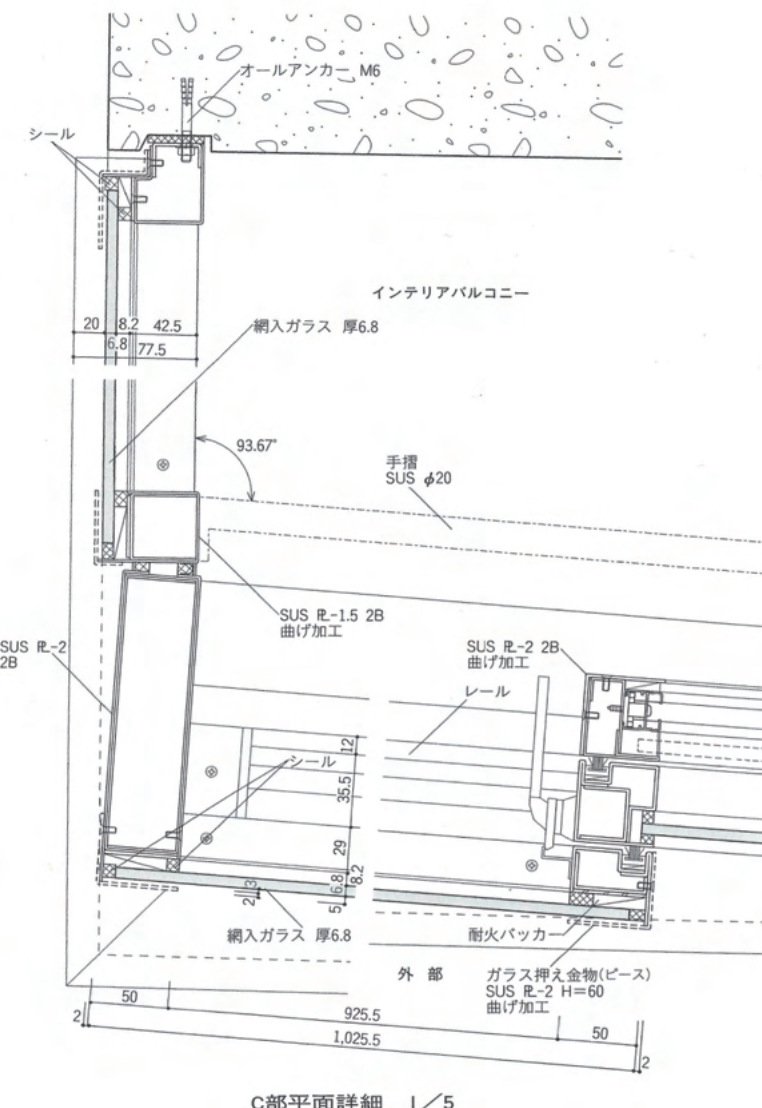 オールアンカー M6
シール
インテリアバルコニー
20
8.2
42.5
6.8
77.5
網入ガラス 厚6.8
93.67°
手摺
SUS φ20
SUS PL-1.5 2B
曲げ加工
SUS PL-2
2B
SUS PL-2 2B
曲げ加工
レール
シール
12
35.5
29
8.2
6.8
5
3
2
網入ガラス 厚6.8
耐火パッカ
外部
ガラス押え金物(ピース)
SUS PL-2 H=60
曲げ加工
50
925.5
50
2
1,025.5
2
C部平面詳細 1/5